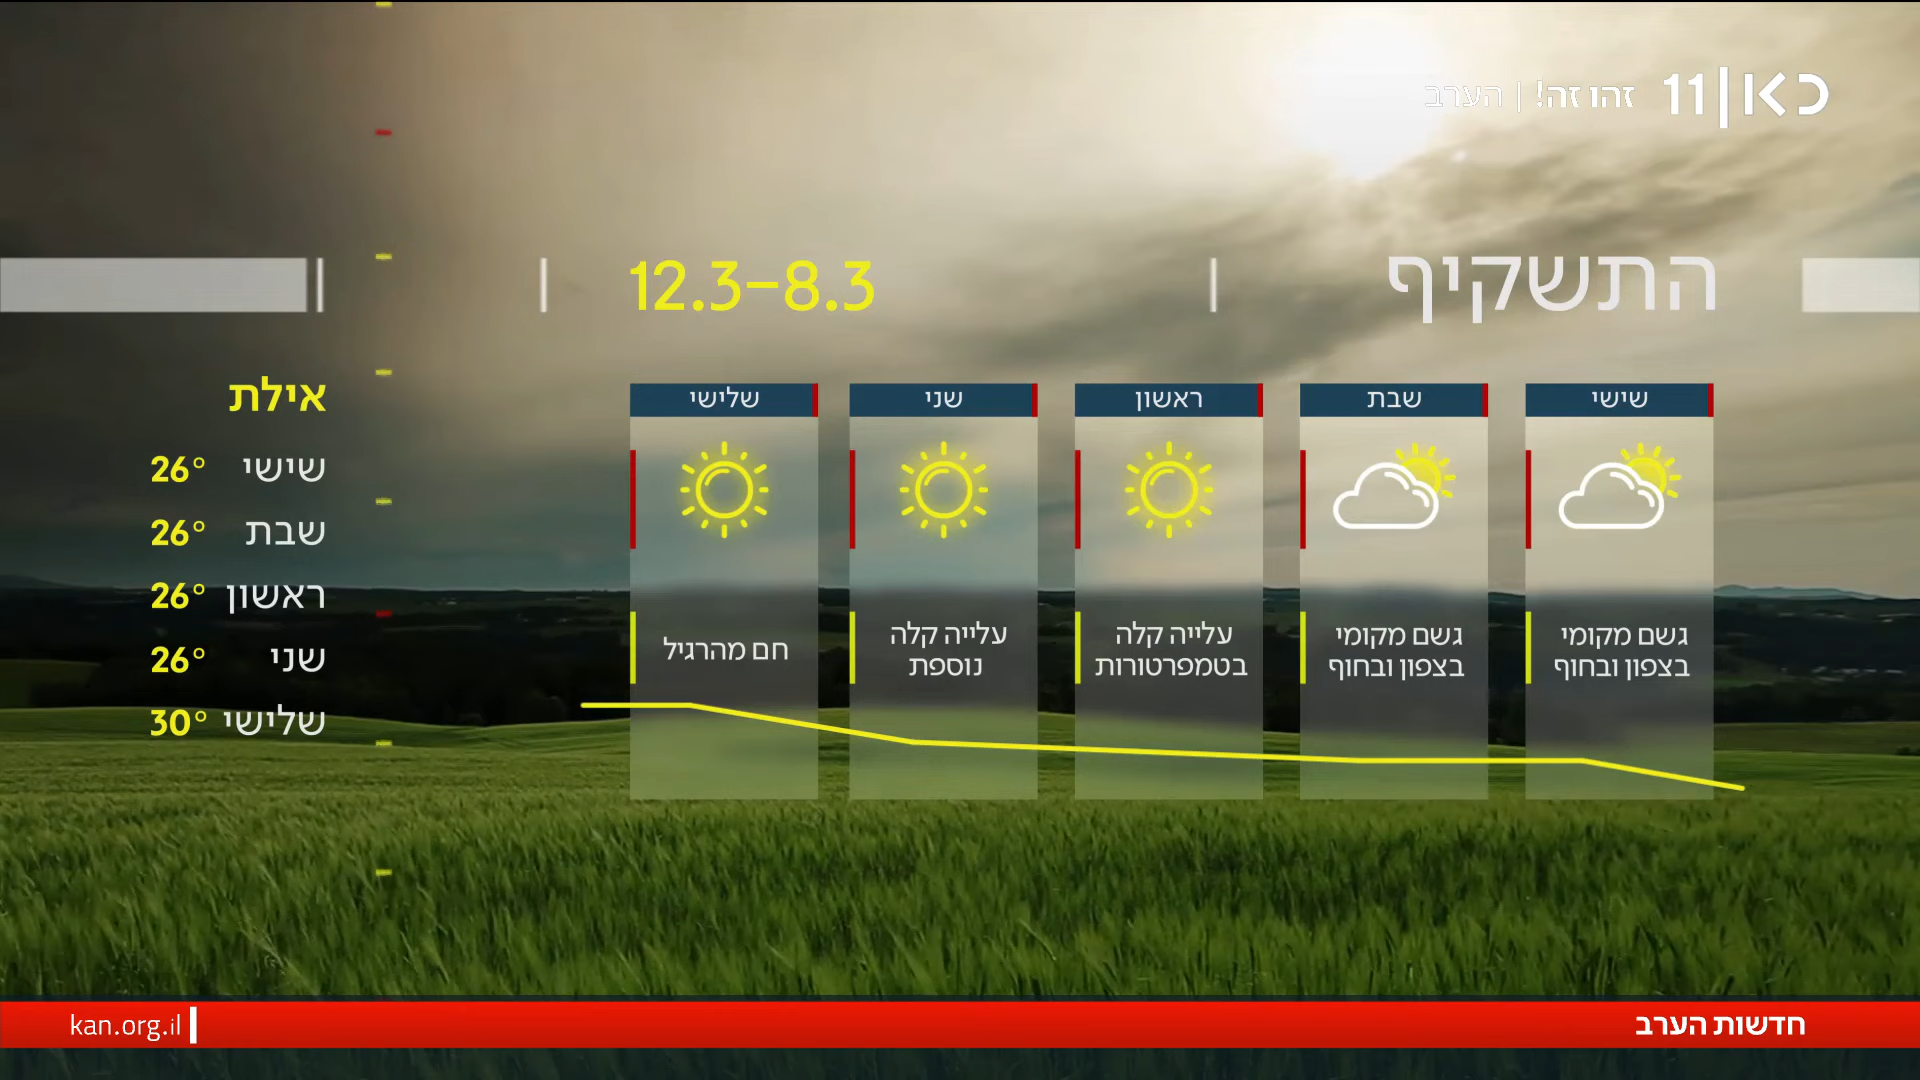 כאן|11 זהו זה! | הערב
התשקיף
8.3–12.3
שישי
גשם מקומי
בצפון ובחוף
שבת
גשם מקומי
בצפון ובחוף
ראשון
עלייה קלה
בטמפרטורות
שני
עלייה קלה
נוספת
שלישי
חם מהרגיל
אילת
שישי 26°
שבת 26°
ראשון 26°
שני 26°
שלישי 30°
חדשות הערב
kan.org.il